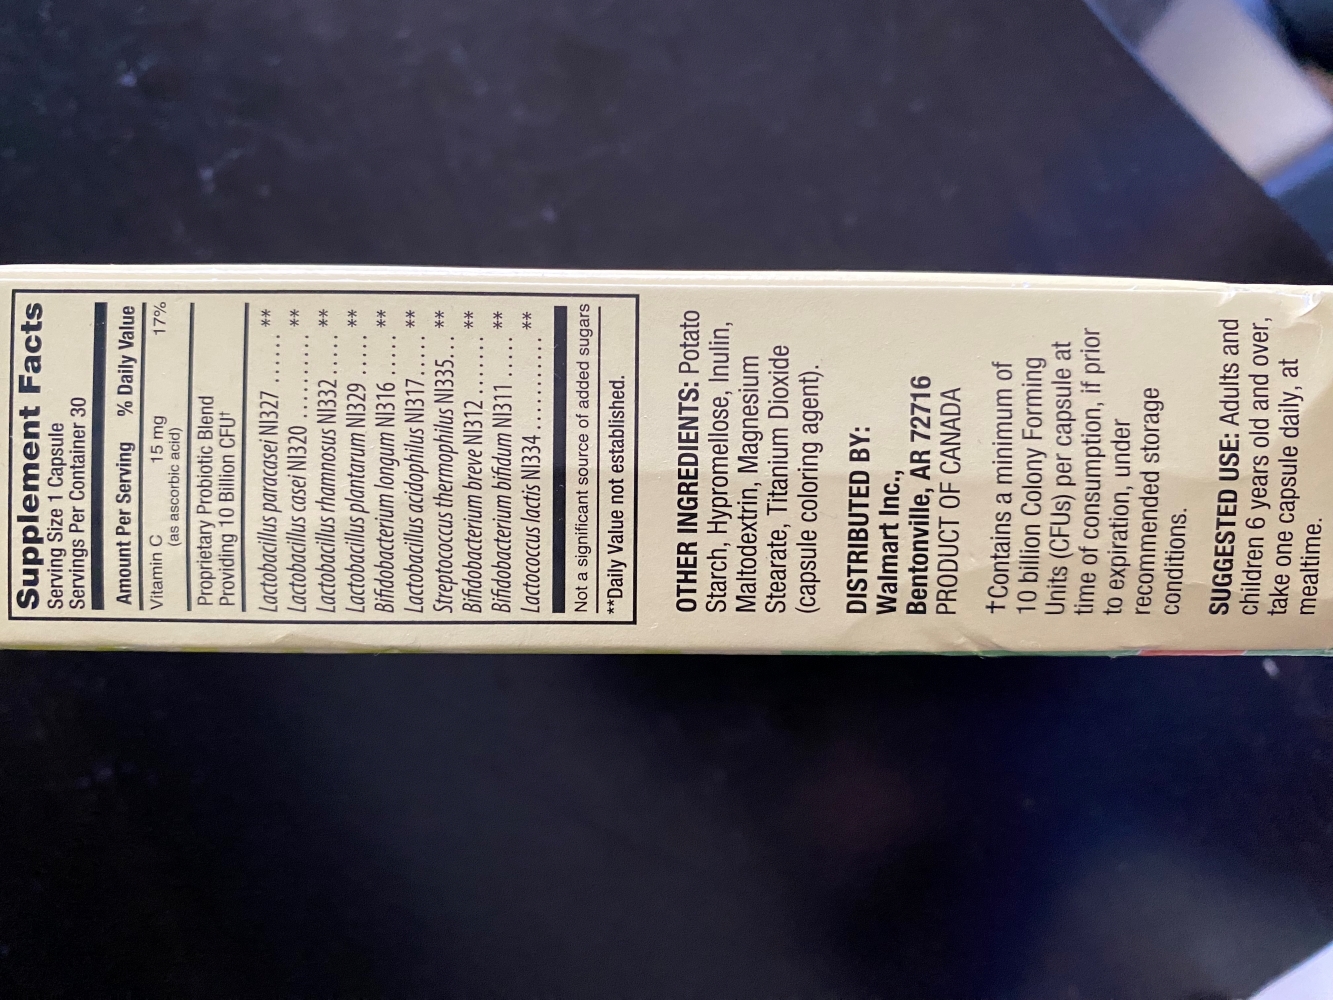 Supplement Facts
Serving Size 1 Capsule
Servings Per Container 30
Amount Per Serving % Daily Value
Vitamin C 15 mg 17%
(as ascorbic acid)
Proprietary Probiotic Blend
Providing 10 Billion CFU†
Lactobacillus paracasei NI327 ...... **
Lactobacillus casei NI320 .......... **
Lactobacillus rhamnosus NI332 ..... **
Lactobacillus plantarum NI329 ..... **
Bifidobacterium longum NI316 ..... **
Lactobacillus acidophilus NI317 ..... **
Streptococcus thermophilus NI335... **
Bifidobacterium breve NI312 ....... **
Bifidobacterium bifidum NI311 ..... **
Lactococcus lactis NI334 ........... **
Not a significant source of added sugars
**Daily Value not established.
OTHER INGREDIENTS: Potato
Starch, Hypromellose, Inulin,
Maltodextrin, Magnesium
Stearate, Titanium Dioxide
(capsule coloring agent).
DISTRIBUTED BY:
Walmart Inc.,
Bentonville, AR 72716
PRODUCT OF CANADA
†Contains a minimum of
10 billion Colony Forming
Units (CFUs) per capsule at
time of consumption, if prior
to expiration, under
recommended storage
conditions.
SUGGESTED USE: Adults and
children 6 years old and over,
take one capsule daily, at
mealtime.